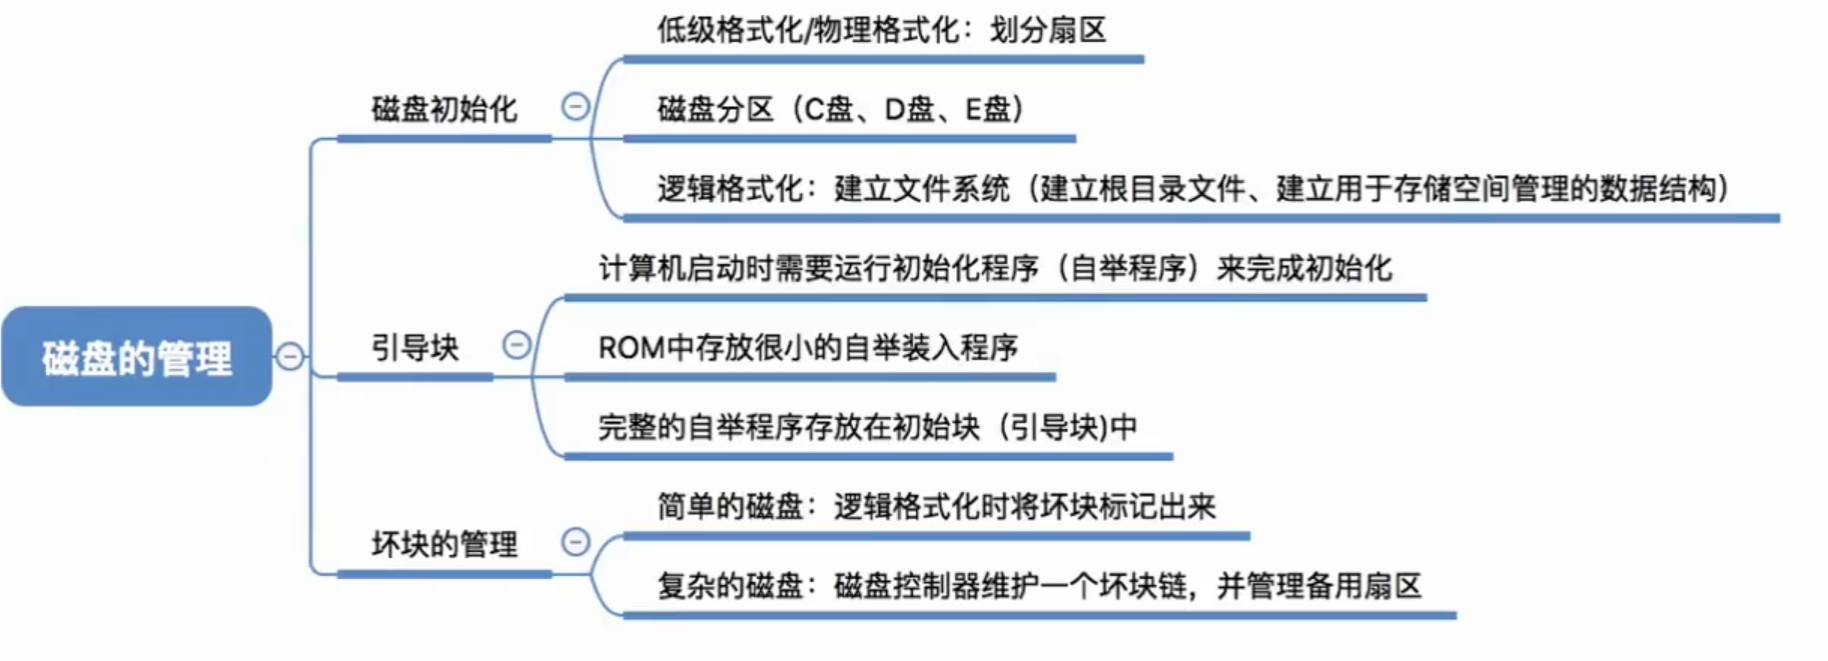 磁盘的管理
磁盘初始化
低级格式化/物理格式化：划分扇区
磁盘分区（C盘、D盘、E盘）
逻辑格式化：建立文件系统（建立根目录文件、建立用于存储空间管理的数据结构）
引导块
计算机启动时需要运行初始化程序（自举程序）来完成初始化
ROM中存放很小的自举装入程序
完整的自举程序存放在初始块（引导块)中
坏块的管理
简单的磁盘：逻辑格式化时将坏块标记出来
复杂的磁盘：磁盘控制器维护一个坏块链，并管理备用扇区